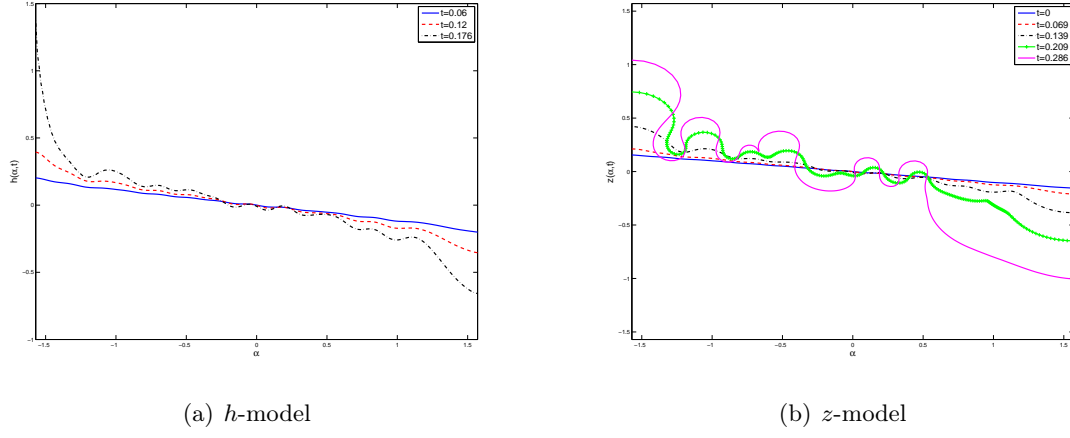 t=0.06
t=0.12
t=0.176
1
0.5
0
−0.5
−1
h(α,t)
−1.5 −1 −0.5 0 0.5 1 1.5
α
(a) h-model
t=0
t=0.069
t=0.139
t=0.209
t=0.286
1.5
1
0.5
0
−0.5
−1
−1.5
z(α,t)
−1.5 −1 −0.5 0 0.5 1 1.5
α
(b) z-model